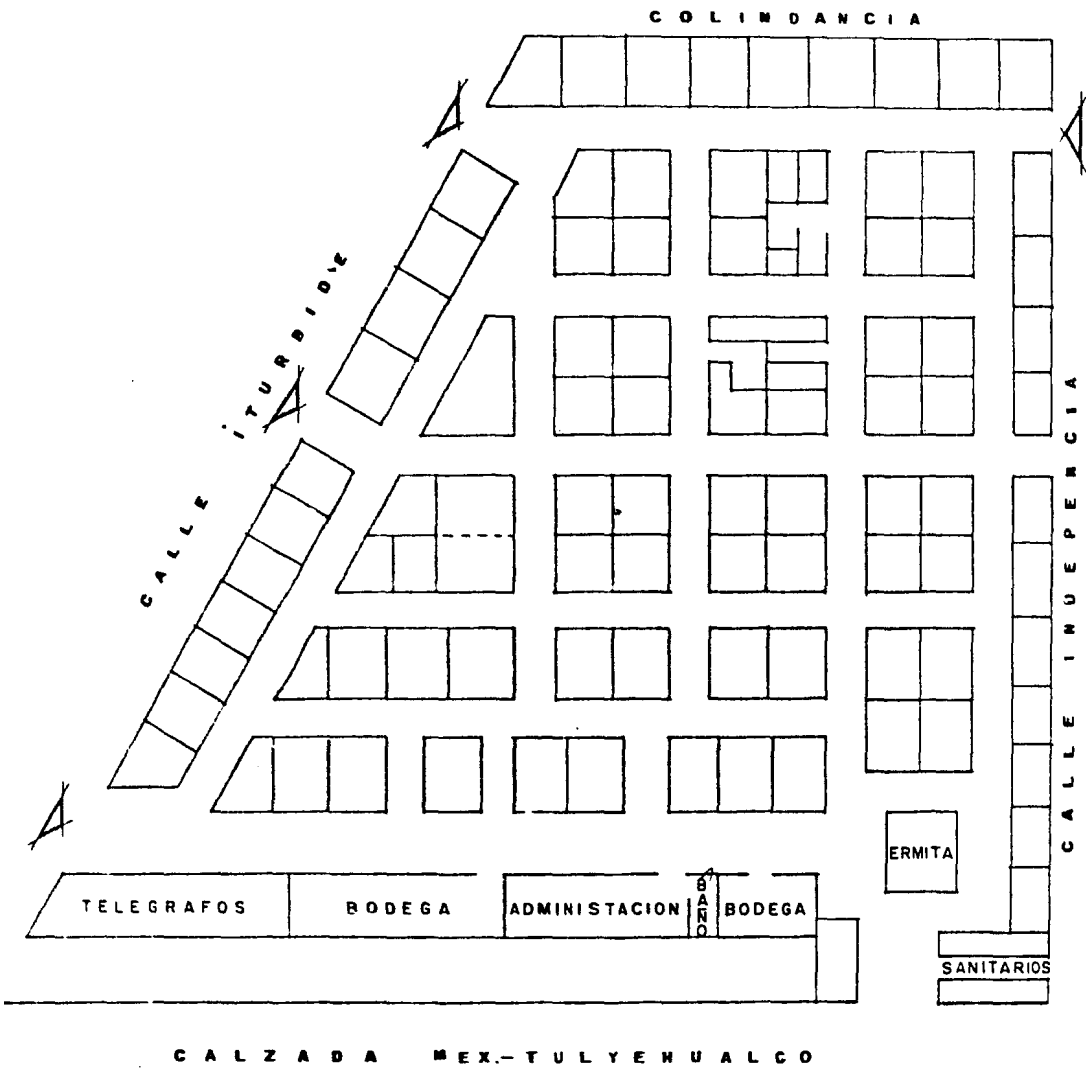 COLINDANCIA
CALLE ITURBIDE
CALLE INDEPENCIA
ERMITA
TELEGRAFOS
BODEGA
ADMINISTACION
BAÑO
BODEGA
SANITARIOS
CALZADA MEX.-TULYEHUALCO